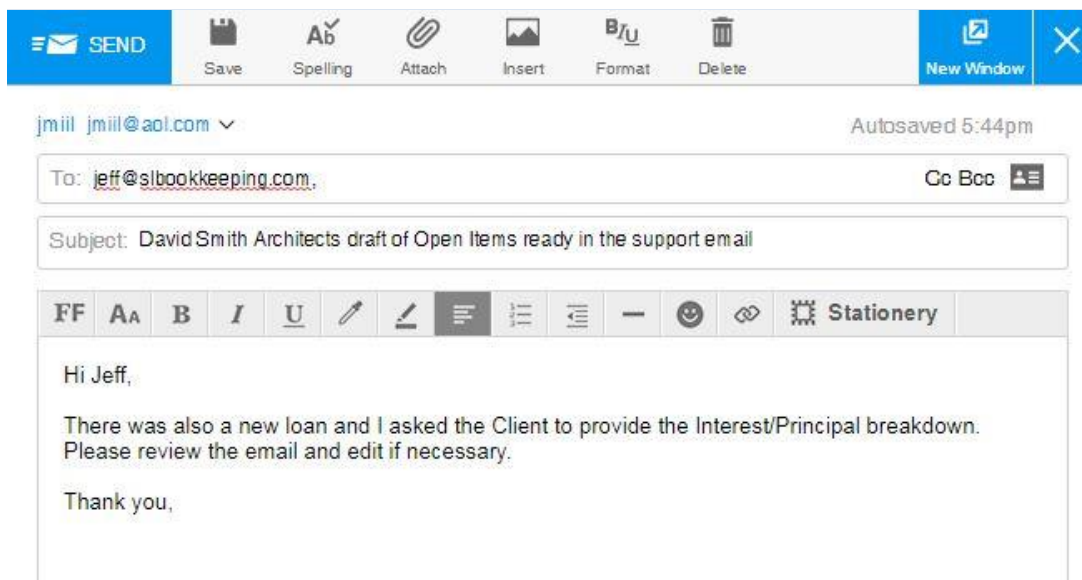 SEND
Save
Spelling
Attach
Insert
Format
Delete
New Window
jmiil jmiil@aol.com
Autosaved 5:44pm
To: jeff@slbookkeeping.com,
Cc Bcc
Subject: David Smith Architects draft of Open Items ready in the support email
FF AA B I U Stationery
Hi Jeff,
There was also a new loan and I asked the Client to provide the Interest/Principal breakdown.
Please review the email and edit if necessary.
Thank you,